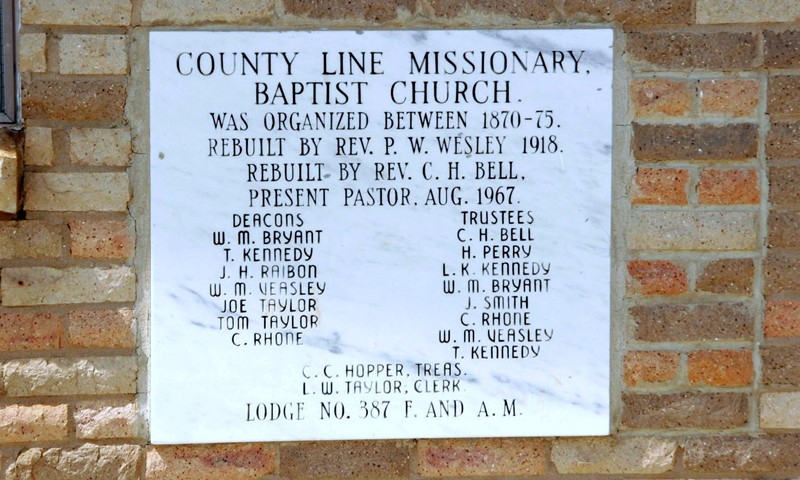 COUNTY LINE MISSIONARY,
BAPTIST CHURCH.
WAS ORGANIZED BETWEEN 1870-75.
REBUILT BY REV. P. W. WESLEY 1918.
REBUILT BY REV. C. H. BELL,
PRESENT PASTOR, AUG. 1967.
DEACONS
W. M. BRYANT
T. KENNEDY
J. H. RAIBON
W. M. VEASLEY
JOE TAYLOR
TOM TAYLOR
C. RHONE
TRUSTEES
C. H. BELL
H. PERRY
L. K. KENNEDY
W. M. BRYANT
J. SMITH
C. RHONE
W. M. VEASLEY
T. KENNEDY
C. C. HOPPER, TREAS.
L. W. TAYLOR, CLERK
LODGE NO. 387 F. AND A. M.